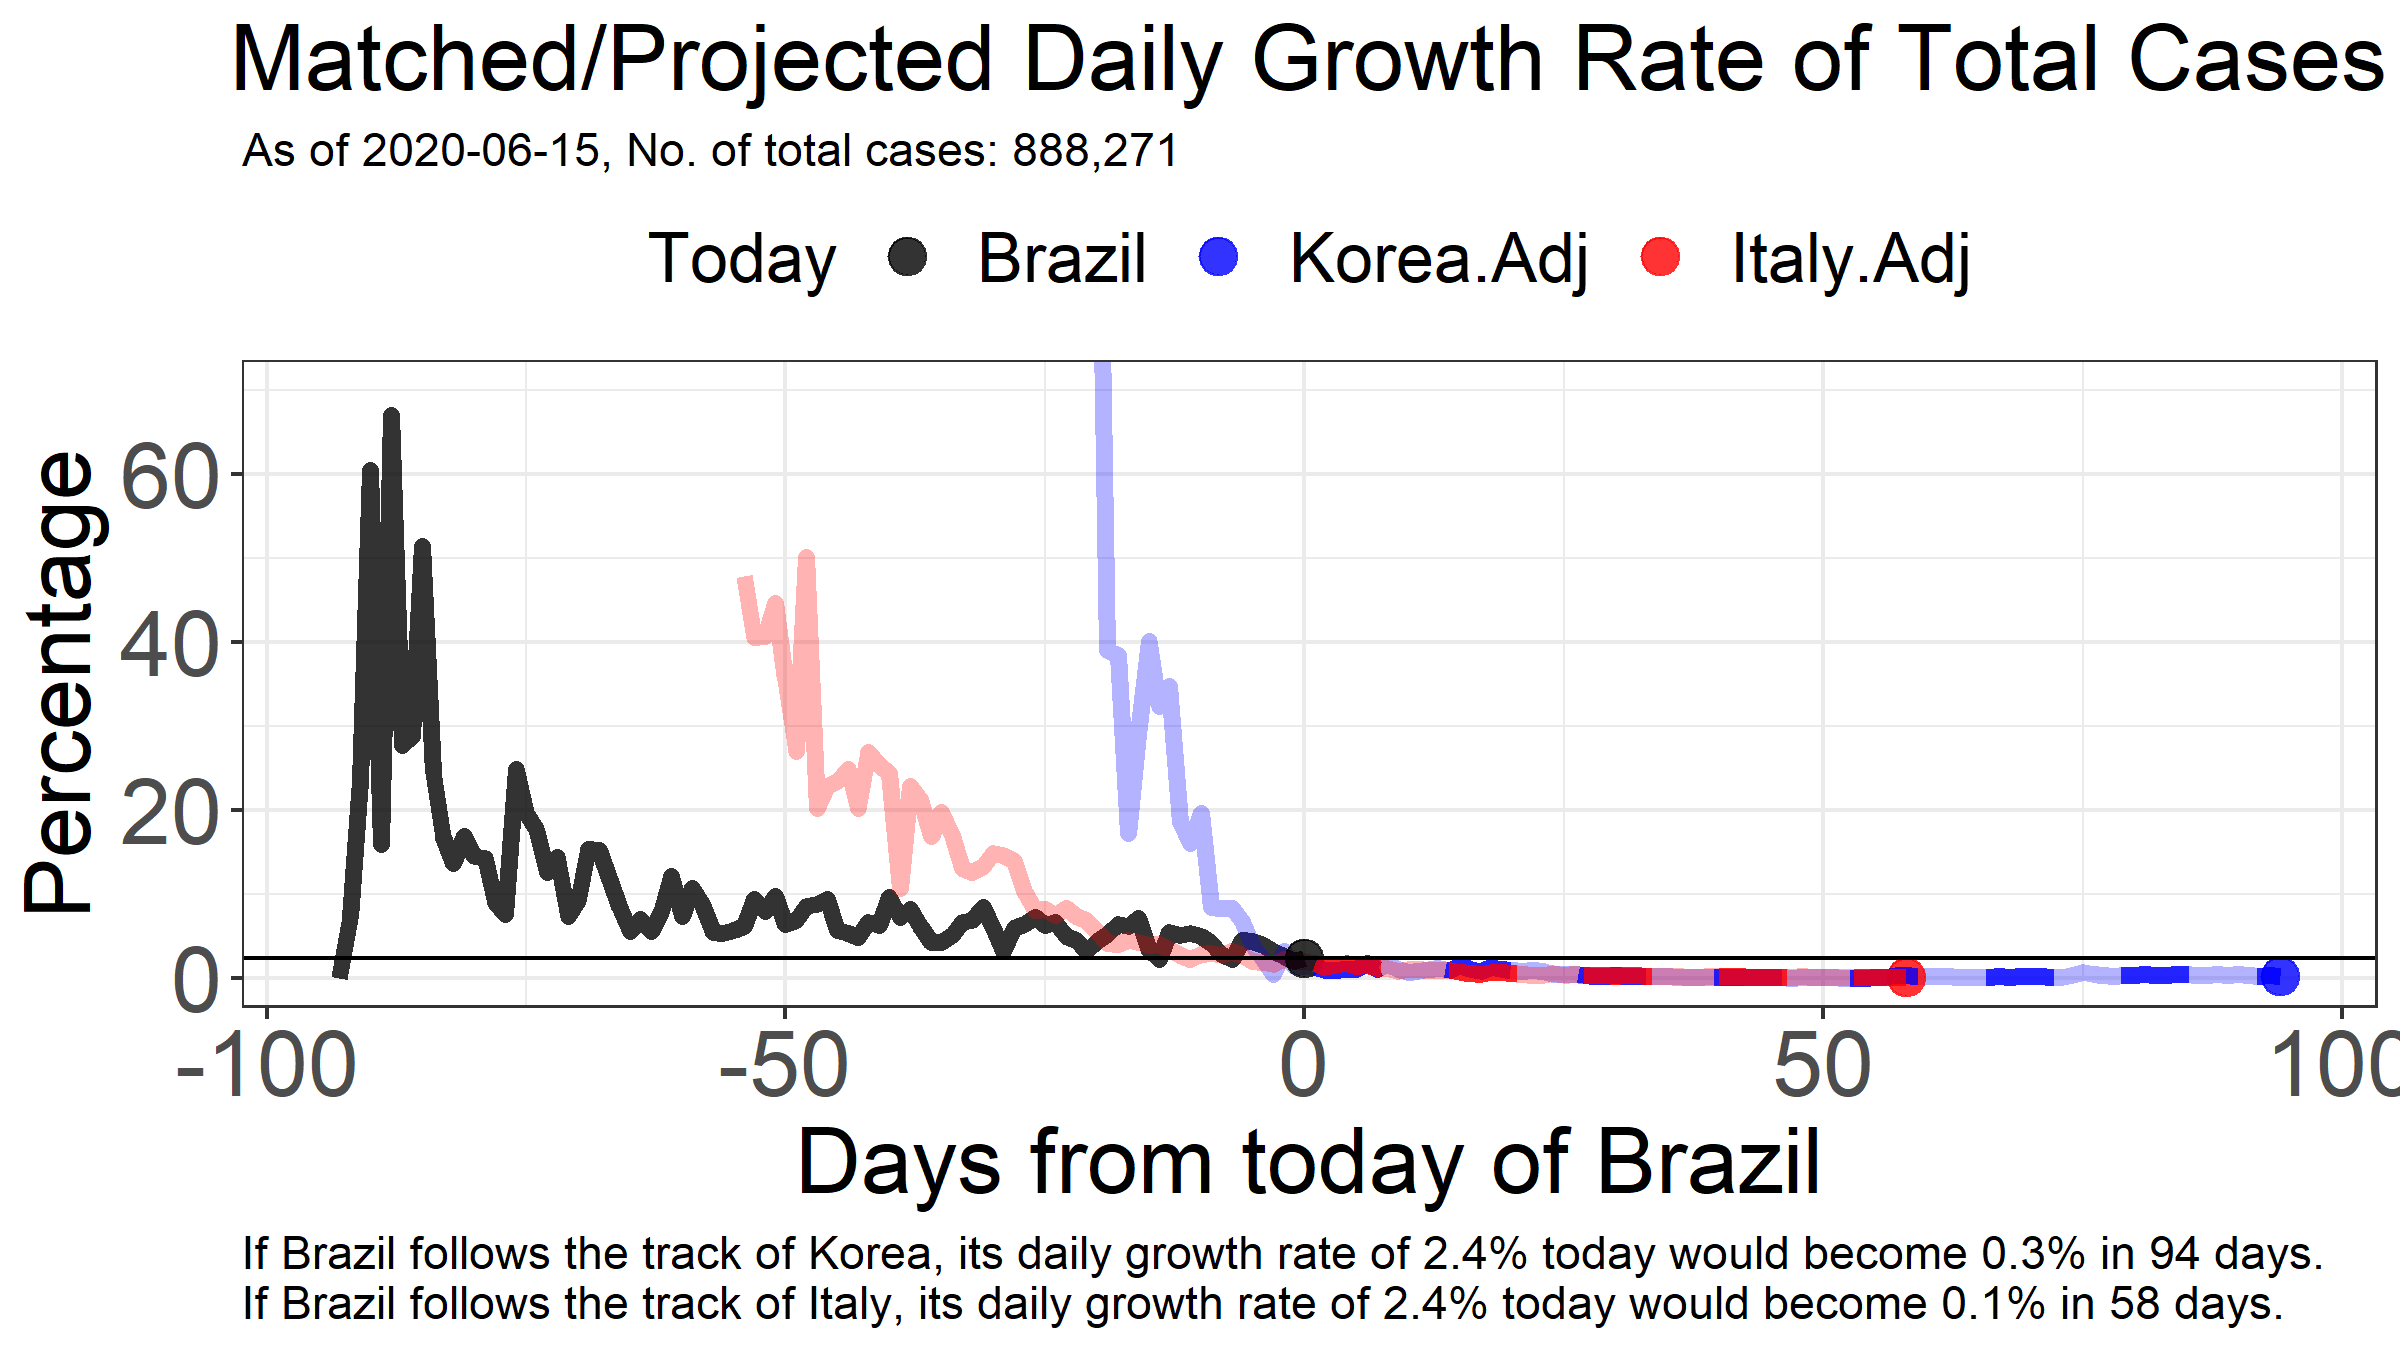 Matched/Projected Daily Growth Rate of Total Cases
As of 2020-06-15, No. of total cases: 888,271
Today Brazil Korea.Adj Italy.Adj
Percentage
60
40
20
0
-100 -50 0 50 100
Days from today of Brazil
If Brazil follows the track of Korea, its daily growth rate of 2.4% today would become 0.3% in 94 days.
If Brazil follows the track of Italy, its daily growth rate of 2.4% today would become 0.1% in 58 days.